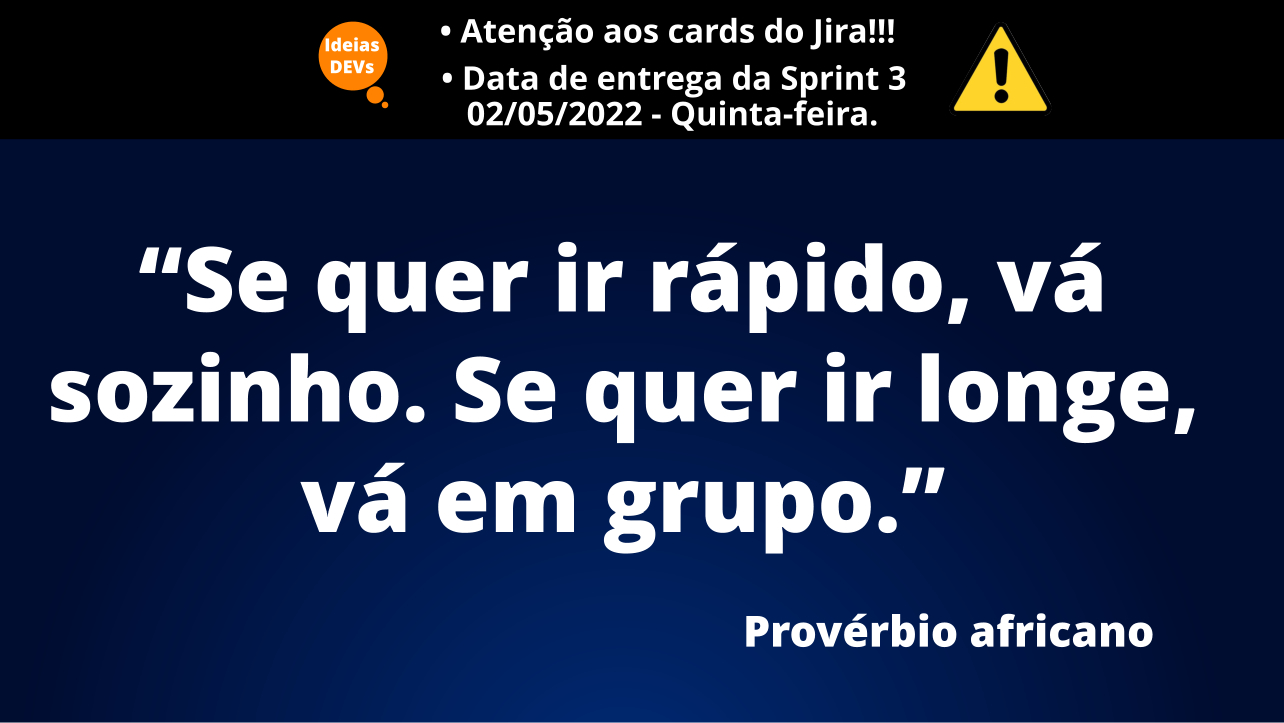 Ideias
DEVs
• Atenção aos cards do Jira!!!
• Data de entrega da Sprint 3
02/05/2022 - Quinta-feira.
“Se quer ir rápido, vá
sozinho. Se quer ir longe,
vá em grupo.”
Provérbio africano